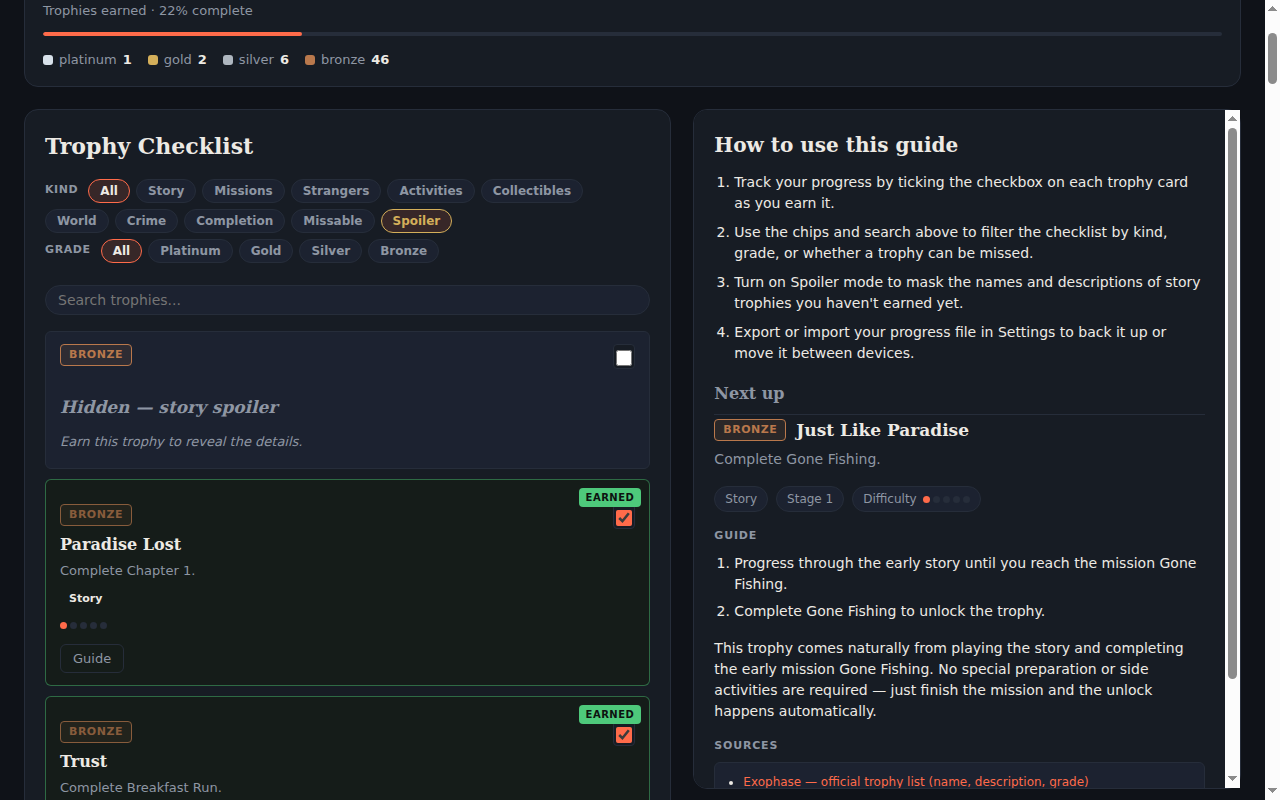 Trophies earned · 22% complete
platinum 1 gold 2 silver 6 bronze 46
Trophy Checklist
KIND All Story Missions Strangers Activities Collectibles
World Crime Completion Missable Spoiler
GRADE All Platinum Gold Silver Bronze
Search trophies...
BRONZE
Hidden — story spoiler
Earn this trophy to reveal the details.
EARNED
BRONZE
Paradise Lost
Complete Chapter 1.
Story
Guide
EARNED
BRONZE
Trust
Complete Breakfast Run.
How to use this guide
1. Track your progress by ticking the checkbox on each trophy card
as you earn it.
2. Use the chips and search above to filter the checklist by kind,
grade, or whether a trophy can be missed.
3. Turn on Spoiler mode to mask the names and descriptions of story
trophies you haven't earned yet.
4. Export or import your progress file in Settings to back it up or
move it between devices.
Next up
BRONZE Just Like Paradise
Complete Gone Fishing.
Story Stage 1 Difficulty
GUIDE
1. Progress through the early story until you reach the mission Gone
Fishing.
2. Complete Gone Fishing to unlock the trophy.
This trophy comes naturally from playing the story and completing
the early mission Gone Fishing. No special preparation or side
activities are required — just finish the mission and the unlock
happens automatically.
SOURCES
• Exophase — official trophy list (name, description, grade)